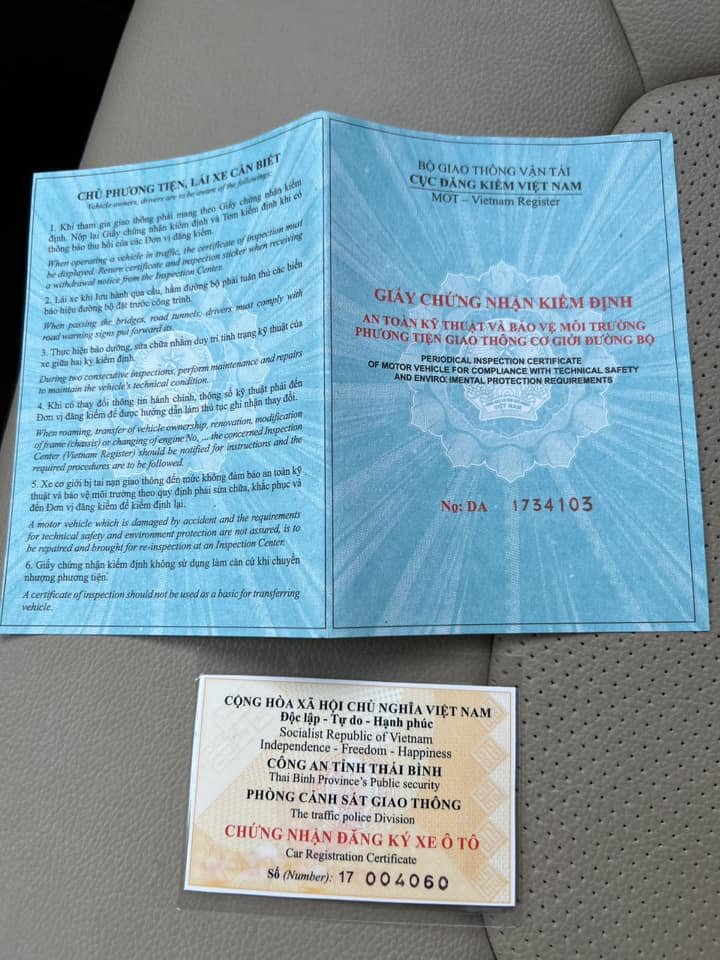 CHỦ PHƯƠNG TIỆN, LÁI XE CẦN BIẾT
Vehicle owners, drivers are to be aware of the followings:
1. Khi tham gia giao thông phải mang theo Giấy chứng nhận kiểm
định. Nộp lại Giấy chứng nhận kiểm định và Tem kiểm định khi có
thông báo thu hồi của các Đơn vị đăng kiểm.
When operating a vehicle in traffic, the certificate of inspection must
be displayed. Return certificate and inspection sticker when receiving
a withdrawal notice from the Inspection Center.
2. Lái xe khi lưu hành qua cầu, hầm đường bộ phải tuân thủ các biển
báo hiệu đường bộ đặt trước công trình.
When passing the bridges, road tunnels, drivers must comply with
road warning signs put forward its.
3. Thực hiện bảo dưỡng, sửa chữa nhằm duy trì tình trạng kỹ thuật của
xe giữa hai kỳ kiểm định.
During two consecutive inspections, perform maintenance and repairs
to maintain the vehicle's technical condition.
4. Khi có thay đổi thông tin hành chính, thông số kỹ thuật phải đến
Đơn vị đăng kiểm để được hướng dẫn làm thủ tục ghi nhận thay đổi.
When roaming, transfer of vehicle ownership, renovation, modification
of frame (chassis) or changing of engine No, ... the concerned Inspection
Center (Vietnam Register) should be notified for instructions and the
required procedures are to be followed.
5. Xe cơ giới bị tai nạn giao thông đến mức không đảm bảo an toàn kỹ
thuật và bảo vệ môi trường theo quy định phải sửa chữa, khắc phục và
đến Đơn vị đăng kiểm để kiểm định lại.
A motor vehicle which is damaged by accident and the requirements
for technical safety and environment protection are not assured, is to
be repaired and brought for re-inspection at an Inspection Center.
6. Giấy chứng nhận kiểm định không sử dụng làm căn cứ khi chuyển
nhượng phương tiện.
A certificate of inspection should not be used as a basic for transferring
vehicle.
BỘ GIAO THÔNG VẬN TẢI
CỤC ĐĂNG KIỂM VIỆT NAM
MOT – Vietnam Register
GIẤY CHỨNG NHẬN KIỂM ĐỊNH
AN TOÀN KỸ THUẬT VÀ BẢO VỆ MÔI TRƯỜNG
PHƯƠNG TIỆN GIAO THÔNG CƠ GIỚI ĐƯỜNG BỘ
PERIODICAL INSPECTION CERTIFICATE
OF MOTOR VEHICLE FOR COMPLIANCE WITH TECHNICAL SAFETY
AND ENVIRONMENTAL PROTECTION REQUIREMENTS
VIỆT NAM
No: DA 1734103
CỘNG HÒA XÃ HỘI CHỦ NGHĨA VIỆT NAM
Độc lập - Tự do - Hạnh phúc
Socialist Republic of Vietnam
Independence - Freedom - Happiness
CÔNG AN TỈNH THÁI BÌNH
Thai Binh Province's Public security
PHÒNG CẢNH SÁT GIAO THÔNG
The traffic police Division
CHỨNG NHẬN ĐĂNG KÝ XE Ô TÔ
Car Registration Certificate
Số (Number): 17 004060